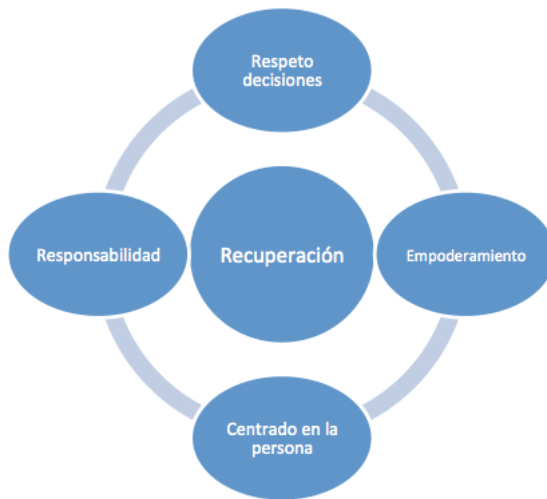 Respeto
decisiones
Responsabilidad
Recuperación
Empoderamiento
Centrado en la
persona